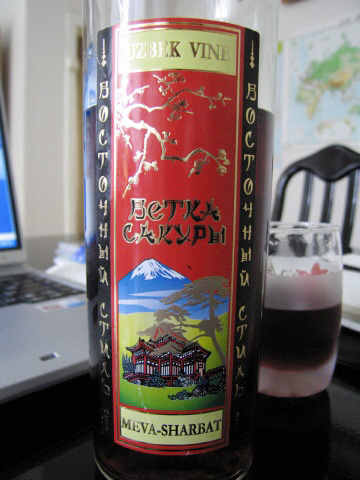 UZBEK VINE
ВОСТОЧНЫЙ СТИЛЬ
ВЕТКА
САКУРЫ
ВОСТОЧНЫЙ СТИЛЬ
MEVA-SHARBAT